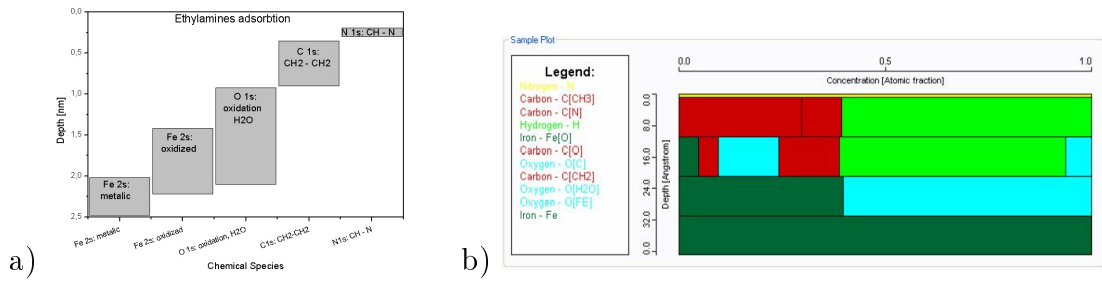 Ethylamines adsorbtion
0,0
0,5
1,0
1,5
2,0
2,5
Depth [nm]
N 1s: CH - N
C 1s:
CH2 - CH2
O 1s:
oxidation
H2O
Fe 2s:
oxidized
Fe 2s:
metalic
Fe 2s: metalic
Fe 2s: oxidized
O 1s: oxidation, H2O
C1s: CH2-CH2
N1s: CH - N
Chemical Species
a)
b)
Sample Plot
Legend:
Nitrogen - N
Carbon - C[CH3]
Carbon - C[N]
Hydrogen - H
Iron - Fe[O]
Carbon - C[O]
Oxygen - O[C]
Carbon - C[CH2]
Oxygen - O[H2O]
Oxygen - O[FE]
Iron - Fe
0.0 0.5 1.0
Concentration [Atomic fraction]
0.0
8.0
16.0
24.0
32.0
0.0
Depth [Angstrom]